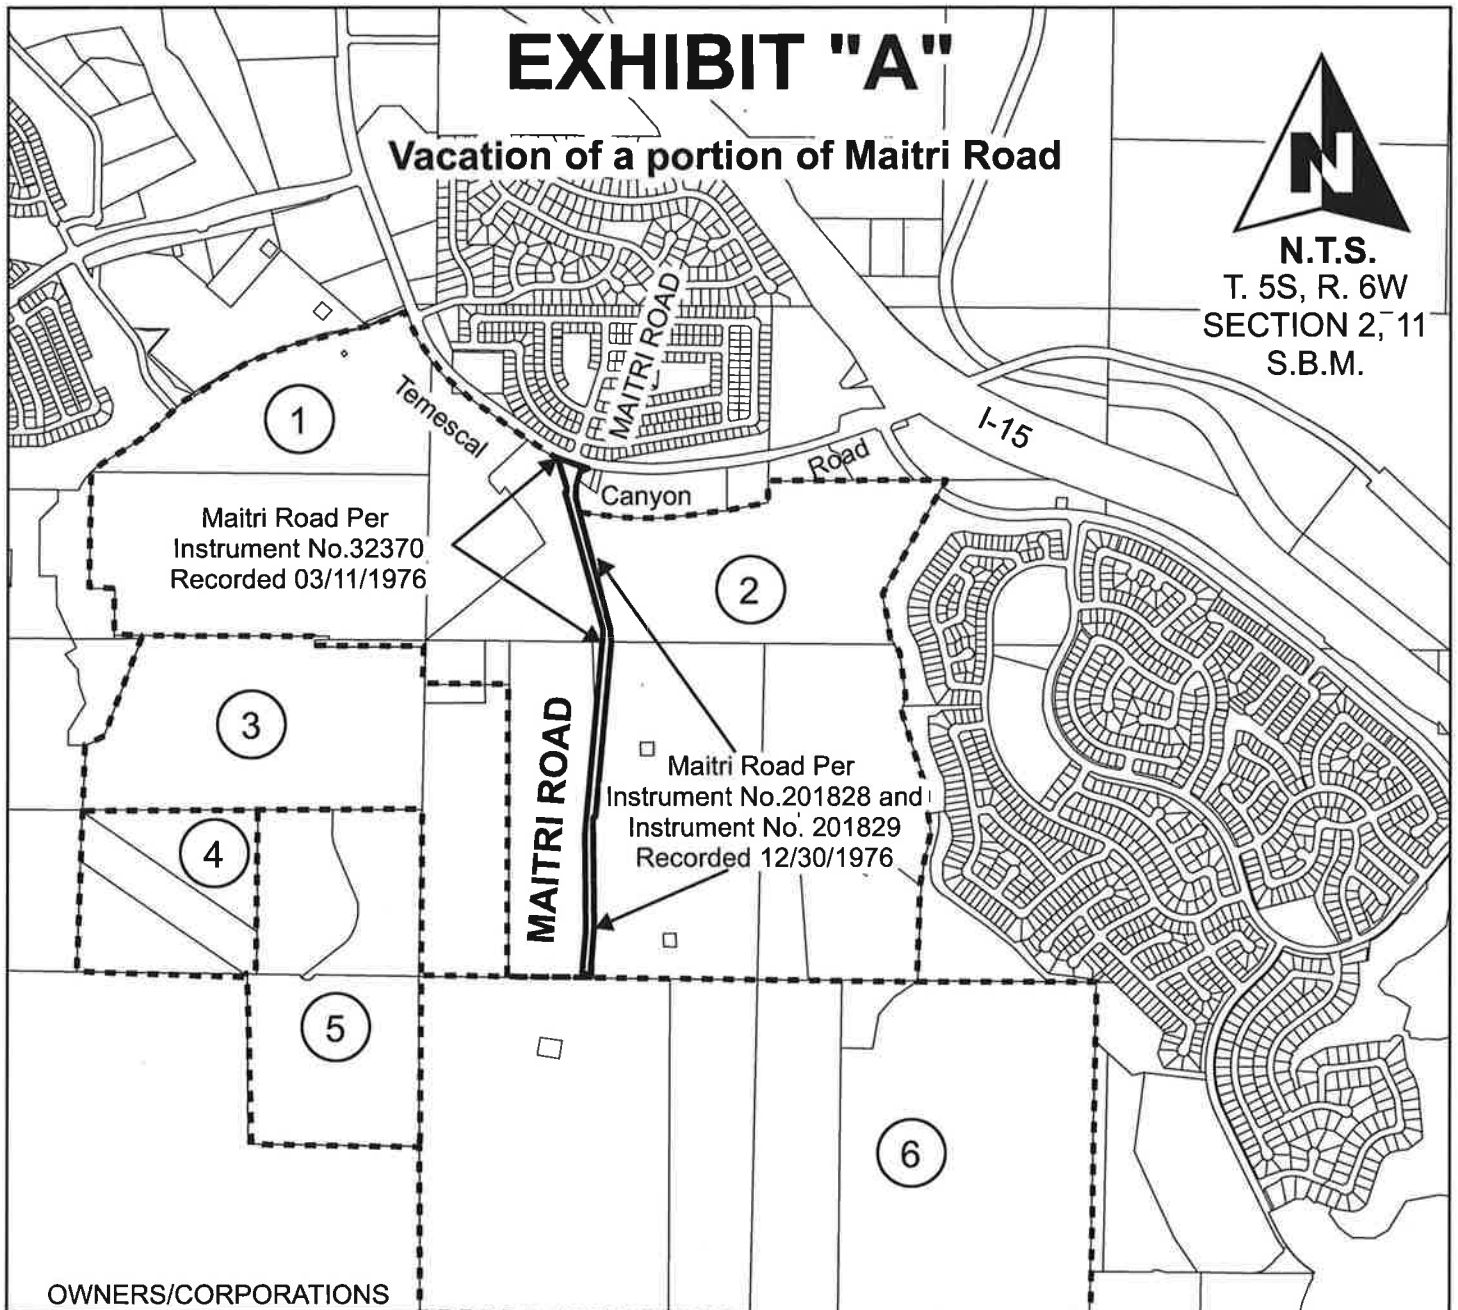 EXHIBIT "A"
Vacation of a portion of Maitri Road
N
N.T.S.
T. 5S, R. 6W
SECTION 2, 11
S.B.M.
MAITRI ROAD
I-15
1
Temescal
Canyon
Road
Maitri Road Per
Instrument No.32370
Recorded 03/11/1976
2
3
MAITRI ROAD
Maitri Road Per
Instrument No.201828 and
Instrument No. 201829
Recorded 12/30/1976
4
5
6
OWNERS/CORPORATIONS